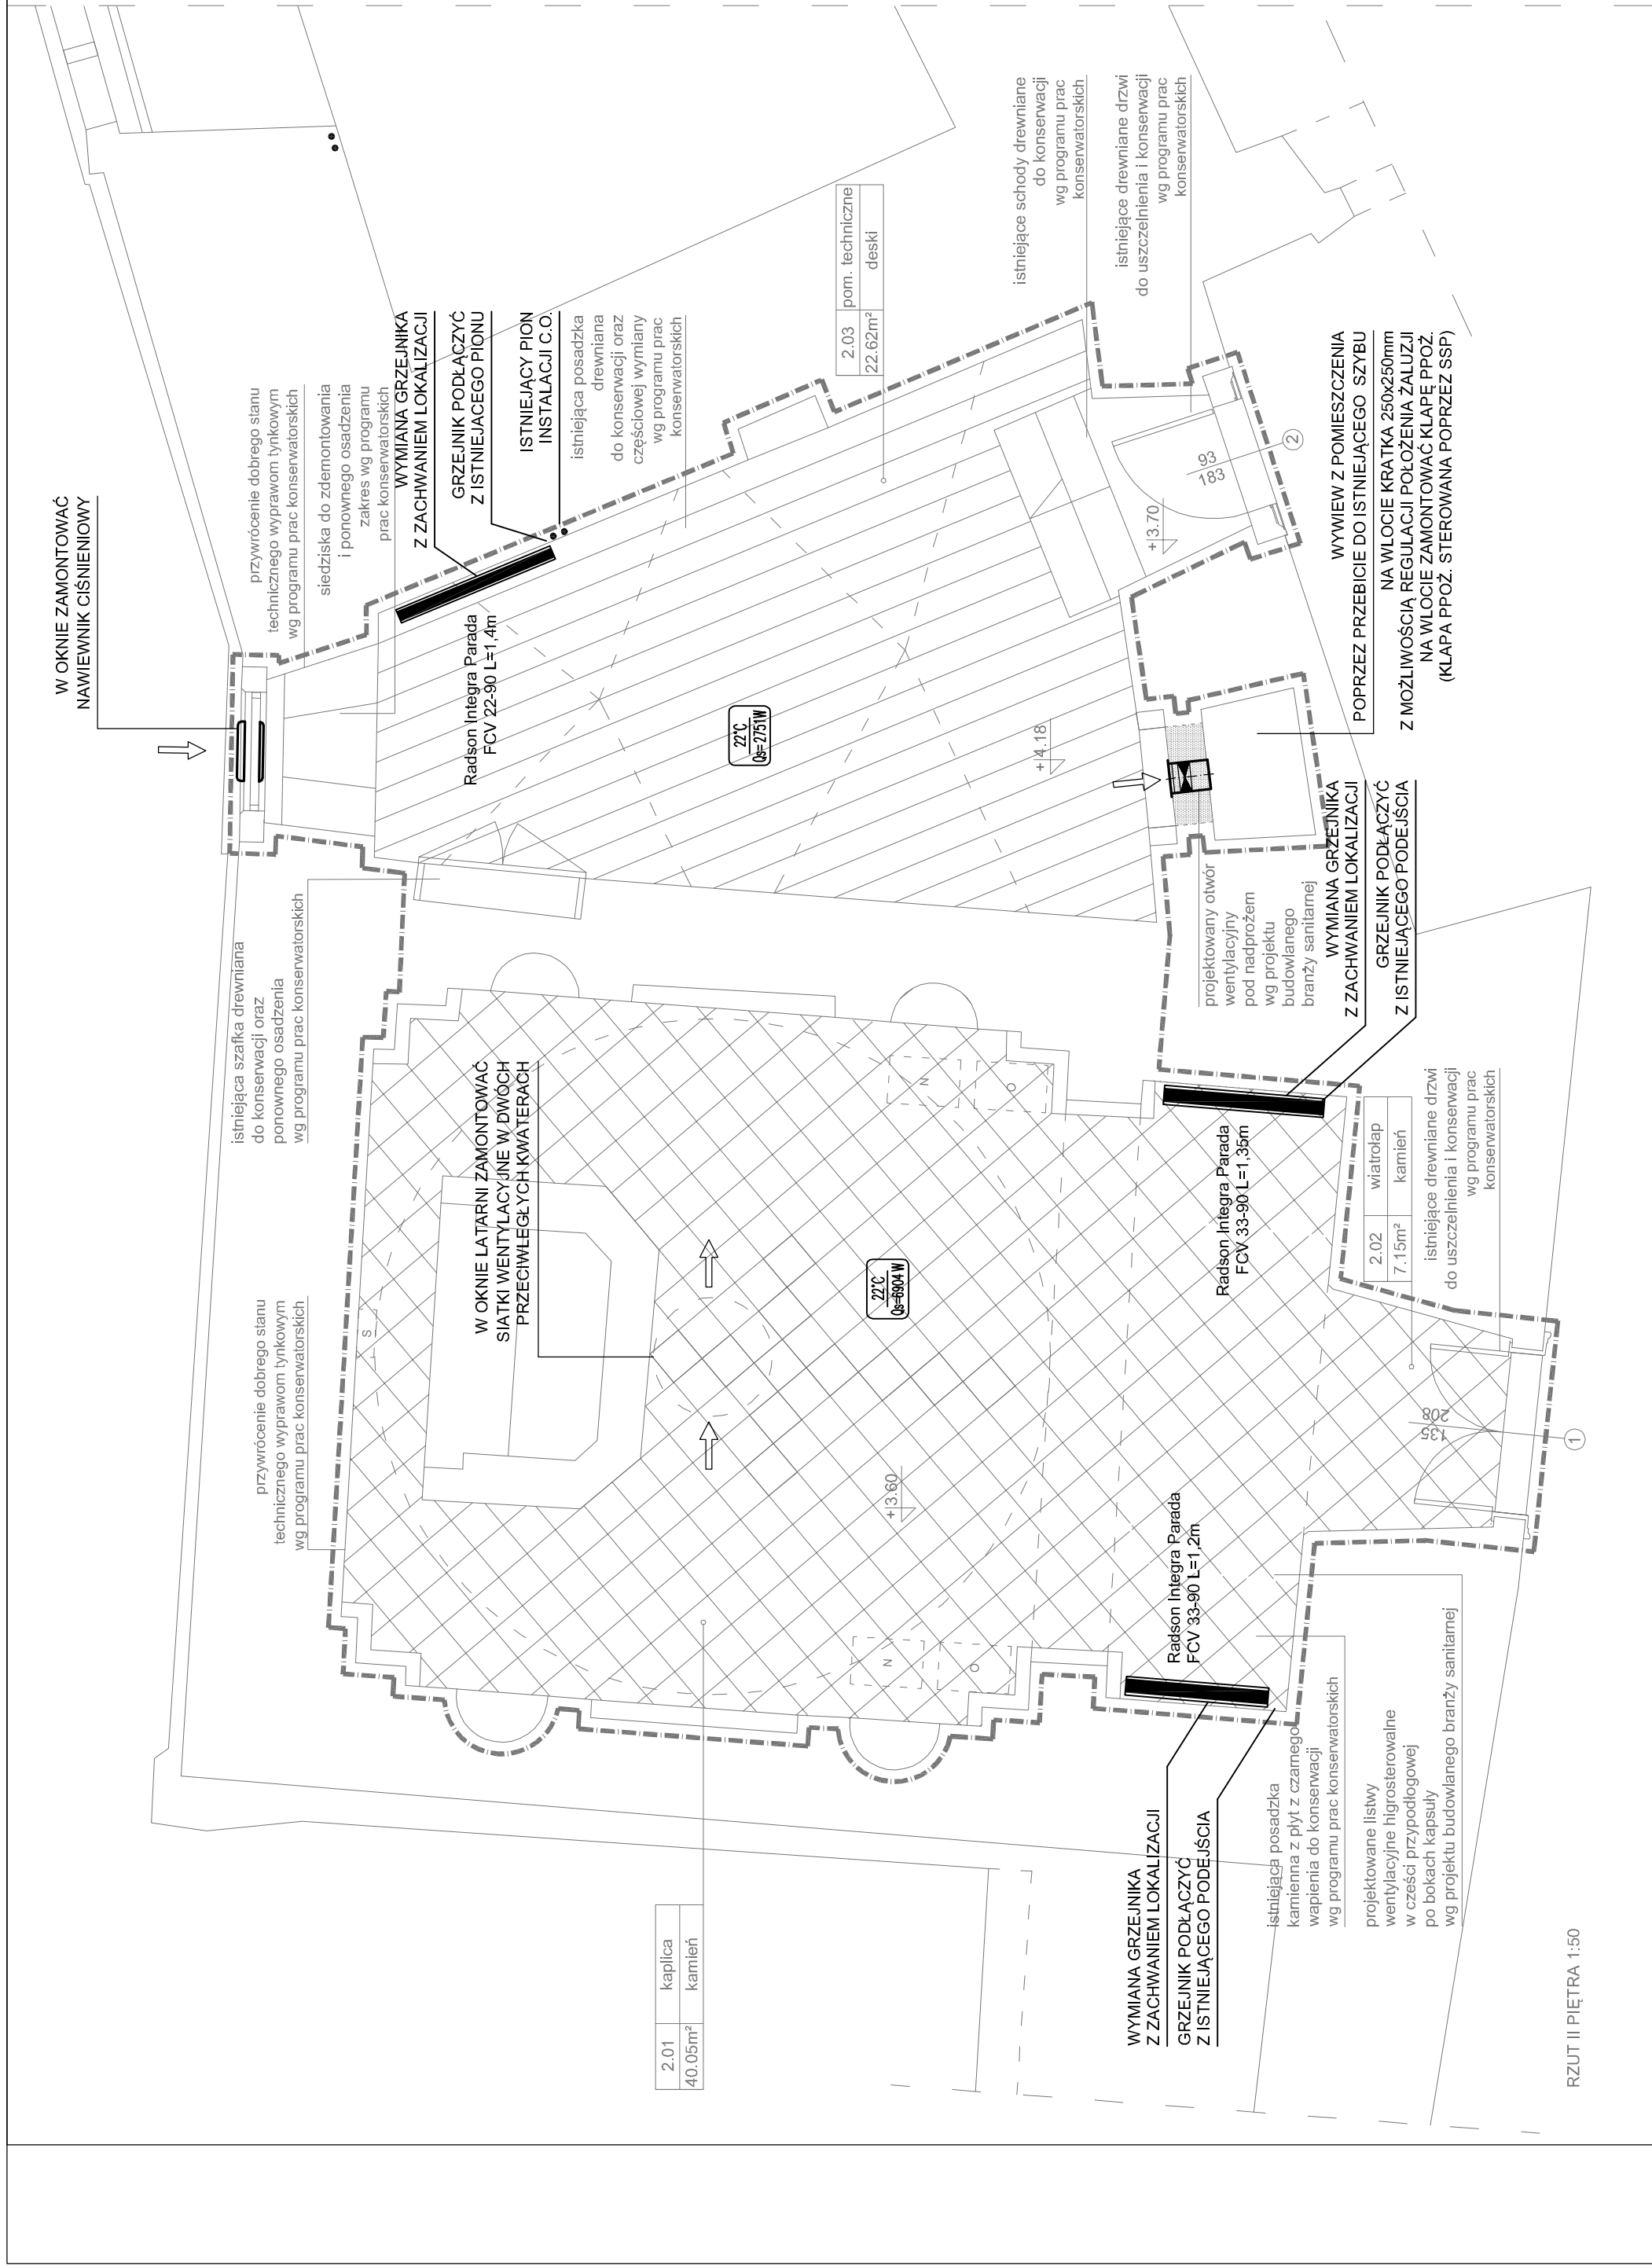 W OKNIE ZAMONTOWAĆ
NAWIEWNIK CIŚNIENIOWY
przywrócenie dobrego stanu
technicznego wyprawom tynkowym
wg programu prac konserwatorskich
siedziska do zdemontowania
i ponownego osadzenia
zakres wg programu
prac konserwatorskich
WYMIANA GRZEJNIKA
Z ZACHWANIEM LOKALIZACJI
GRZEJNIK PODŁĄCZYĆ
Z ISTNIEJACEGO PIONU
ISTNIEJĄCY PION
INSTALACJI C.O.
istniejąca posadzka
drewniana
do konserwacji oraz
częściowej wymiany
wg programu prac
konserwatorskich
2.03 pom. techniczne
22.62m² deski
istniejące schody drewniane
do konserwacji
wg programu prac
konserwatorskich
istniejące drewniane drzwi
do uszczelnienia i konserwacji
wg programu prac
konserwatorskich
Radson Integra Parada
FCV 22-90 L=1,4m
22°C
Qs=2751W
+4.18
+3.70
93
183
2
WYWIEW Z POMIESZCZENIA
POPRZEZ PRZEBICIE DO ISTNIEJĄCEGO SZYBU
NA WLOCIE KRATKA 250x250mm
Z MOŻLIWOŚCIĄ REGULACJI POŁOŻENIA ŻALUZJI
NA WLOCIE ZAMONTOWAĆ KLAPĘ PPOŻ.
(KLAPA PPOŻ. STEROWANA POPRZEZ SSP)
istniejąca szafka drewniana
do konserwacji oraz
ponownego osadzenia
wg programu prac konserwatorskich
projektowany otwór
wentylacyjny
pod nadprożem
wg projektu
budowlanego
branży sanitarnej
WYMIANA GRZEJNIKA
Z ZACHWANIEM LOKALIZACJI
GRZEJNIK PODŁĄCZYĆ
Z ISTNIEJĄCEGO PODEJŚCIA
W OKNIE LATARNI ZAMONTOWAĆ
SIATKI WENTYLACYJNE W DWÓCH
PRZECIWLEGŁYCH KWATERACH
N
O
S
22°C
Qs=6904W
Radson Integra Parada
FCV 33-90 L=1,35m
2.02 wiatrołap
7.15m² kamień
istniejące drewniane drzwi
do uszczelnienia i konserwacji
wg programu prac
konserwatorskich
przywrócenie dobrego stanu
technicznego wyprawom tynkowym
wg programu prac konserwatorskich
+3.60
135
208
1
Radson Integra Parada
FCV 33-90 L=1,2m
N
O
2.01 kaplica
40.05m² kamień
WYMIANA GRZEJNIKA
Z ZACHWANIEM LOKALIZACJI
GRZEJNIK PODŁĄCZYĆ
Z ISTNIEJĄCEGO PODEJŚCIA
istniejąca posadzka
kamienna z płyt z czarnego
wapienia do konserwacji
wg programu prac konserwatorskich
projektowane listwy
wentylacyjne higrosterowalne
w cześci przypodłogowej
po bokach kapsuły
wg projektu budowlanego branży sanitarnej
RZUT II PIĘTRA 1:50